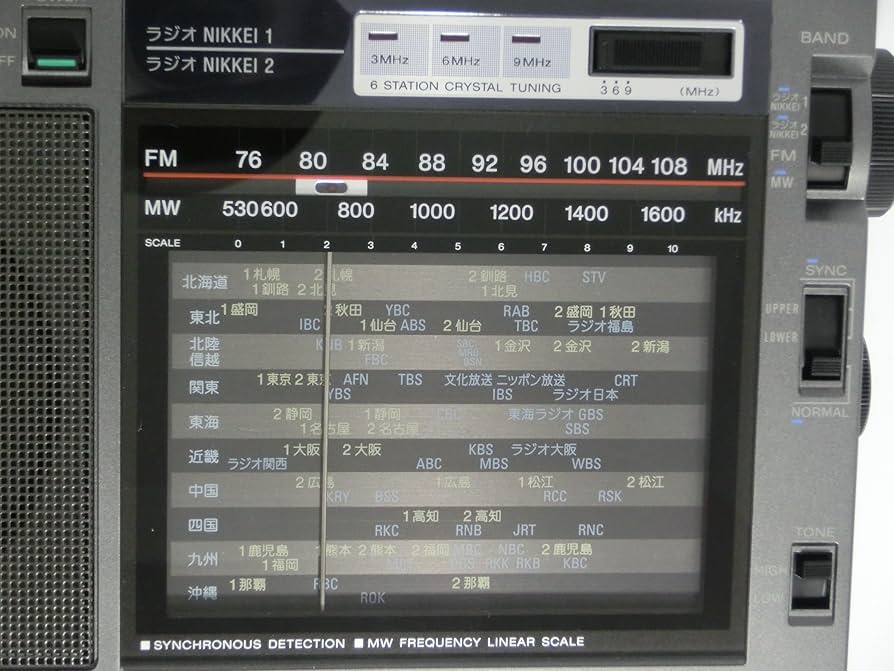 ラジオ NIKKEI 1
ラジオ NIKKEI 2
3MHz 6MHz 9MHz
6 STATION CRYSTAL TUNING
3 6 9 (MHz)
BAND
ラジオ NIKKEI 1
ラジオ NIKKEI 2
FM
MW
FM 76 80 84 88 92 96 100 104 108 MHz
MW 530 600 800 1000 1200 1400 1600 kHz
SCALE 0 1 2 3 4 5 6 7 8 9 10
SYNC
UPPER
LOWER
NORMAL
北海道 1札幌 2札幌 2釧路 HBC STV
1釧路 2北見 1北見
東北 1盛岡 2秋田 YBC RAB 2盛岡 1秋田
IBC 1仙台 ABS 2仙台 TBC ラジオ福島
北陸 KNB 1新潟 1金沢 2金沢 2新潟
信越 FBC
関東 1東京 2東京 AFN TBS 文化放送 ニッポン放送 CRT
YBS IBS ラジオ日本
東海 2静岡 1静岡 CBC 東海ラジオ GBS
1名古屋 2名古屋 SBS
近畿 1大阪 2大阪 KBS ラジオ大阪
ラジオ関西 ABC MBS WBS
中国 2広島 1広島 1松江 2松江
KRY BSS RCC RSK
四国 1高知 2高知
RKC RNB JRT RNC
九州 1鹿児島 1熊本 2熊本 2福岡 NBC 2鹿児島
1福岡 RKK RKB KBC
沖縄 1那覇 RBC 2那覇
ROK
TONE
HIGH
LOW
■ SYNCHRONOUS DETECTION ■ MW FREQUENCY LINEAR SCALE